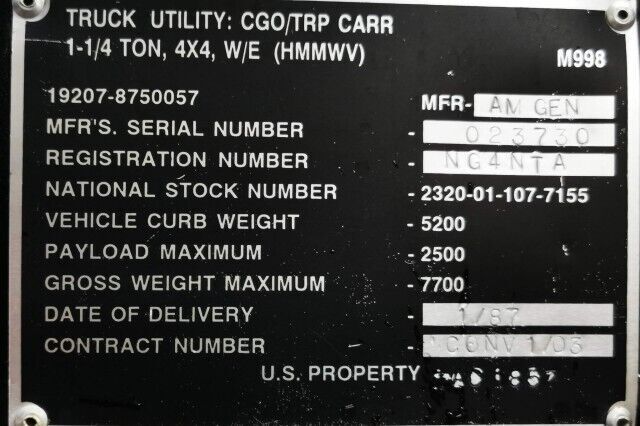 TRUCK UTILITY: CGO/TRP CARR
1-1/4 TON, 4X4, W/E (HMMWV) M998
19207-8750057 MFR- AM GEN
MFR'S. SERIAL NUMBER - 023730
REGISTRATION NUMBER - NG4NTA
NATIONAL STOCK NUMBER - 2320-01-107-7155
VEHICLE CURB WEIGHT - 5200
PAYLOAD MAXIMUM - 2500
GROSS WEIGHT MAXIMUM - 7700
DATE OF DELIVERY - 1/87
CONTRACT NUMBER - CONV 1/03
U.S. PROPERTY